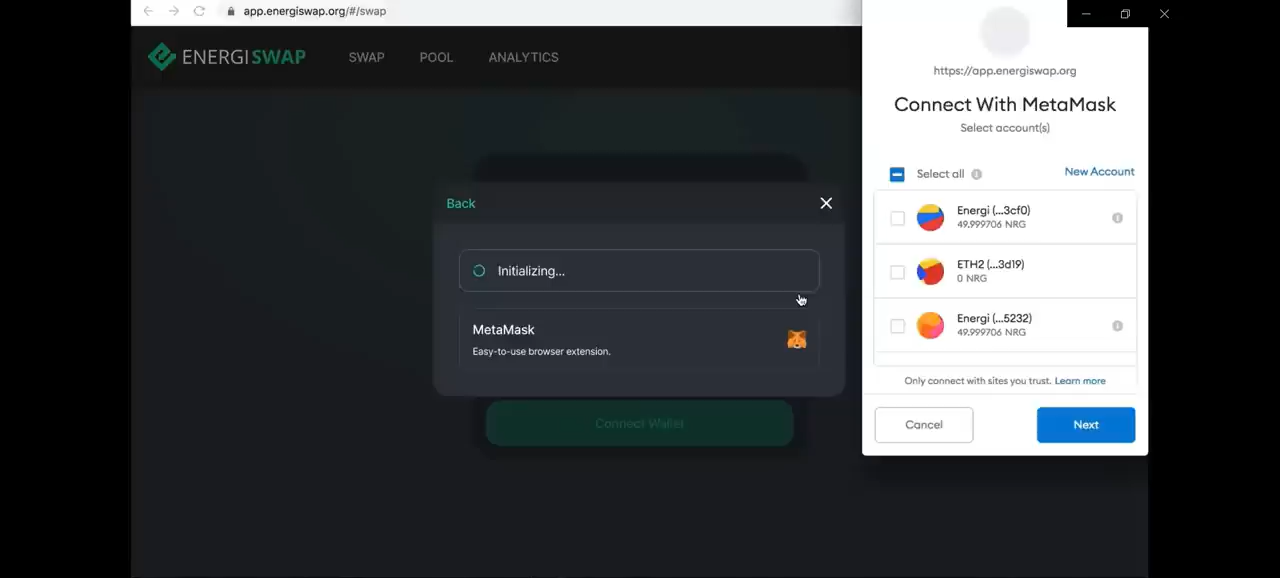 app.energiswap.org/#/swap
ENERGISWAP
SWAP
POOL
ANALYTICS
Back
Initializing...
MetaMask
Easy-to-use browser extension.
Connect Wallet
https://app.energiswap.org
Connect With MetaMask
Select account(s)
Select all
New Account
Energi (...3cf0)
49.999706 NRG
ETH2 (...3d19)
0 NRG
Energi (...5232)
49.999706 NRG
Only connect with sites you trust. Learn more
Cancel
Next